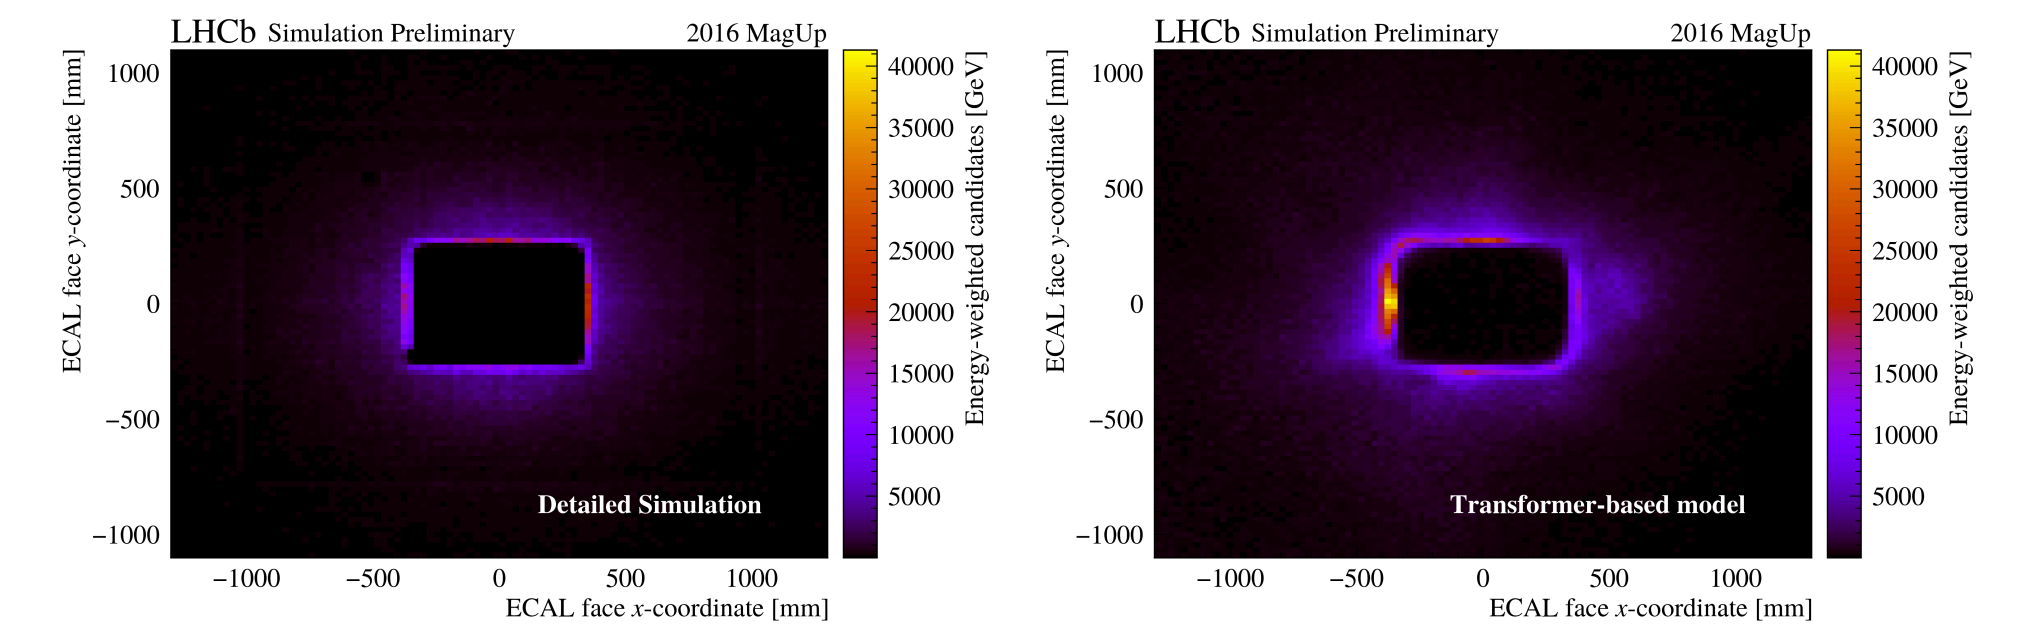 LHCb Simulation Preliminary 2016 MagUp
1000
500
0
−500
−1000
ECAL face y-coordinate [mm]
−1000 −500 0 500 1000
ECAL face x-coordinate [mm]
Detailed Simulation
40000
35000
30000
25000
20000
15000
10000
5000
Energy-weighted candidates [GeV]
LHCb Simulation Preliminary 2016 MagUp
1000
500
0
−500
−1000
ECAL face y-coordinate [mm]
−1000 −500 0 500 1000
ECAL face x-coordinate [mm]
Transformer-based model
40000
35000
30000
25000
20000
15000
10000
5000
Energy-weighted candidates [GeV]